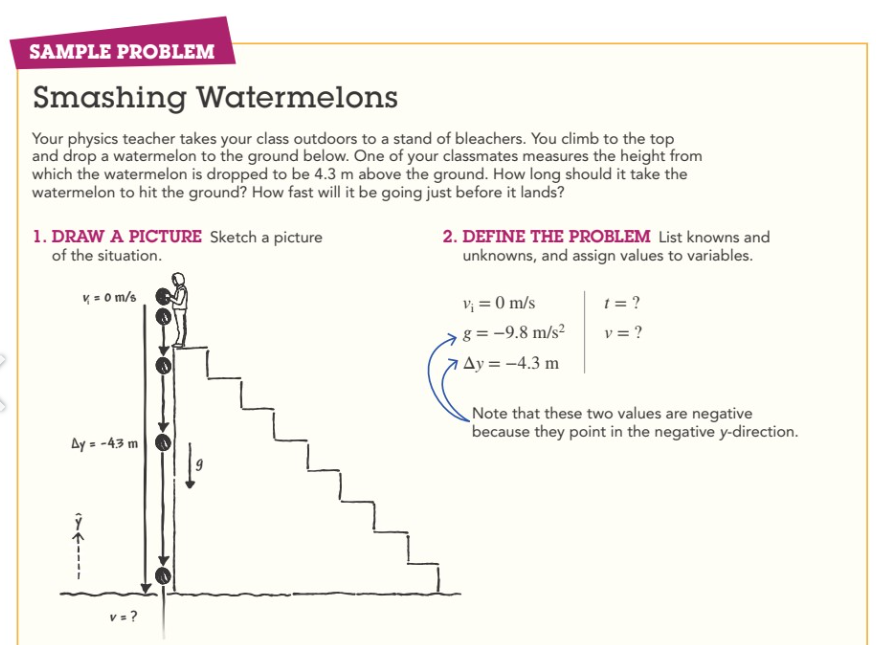 SAMPLE PROBLEM
Smashing Watermelons
Your physics teacher takes your class outdoors to a stand of bleachers. You climb to the top
and drop a watermelon to the ground below. One of your classmates measures the height from
which the watermelon is dropped to be 4.3 m above the ground. How long should it take the
watermelon to hit the ground? How fast will it be going just before it lands?
1. DRAW A PICTURE Sketch a picture
of the situation.
vᵢ = 0 m/s
Δy = -4.3 m
g
ŷ
v = ?
2. DEFINE THE PROBLEM List knowns and
unknowns, and assign values to variables.
vᵢ = 0 m/s
t = ?
g = −9.8 m/s²
v = ?
Δy = −4.3 m
Note that these two values are negative
because they point in the negative y-direction.